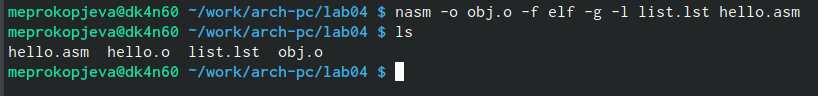 meprokopjeva@dk4n60 ~/work/arch-pc/lab04 $ nasm -o obj.o -f elf -g -l list.lst hello.asm
meprokopjeva@dk4n60 ~/work/arch-pc/lab04 $ ls
hello.asm  hello.o  list.lst  obj.o
meprokopjeva@dk4n60 ~/work/arch-pc/lab04 $